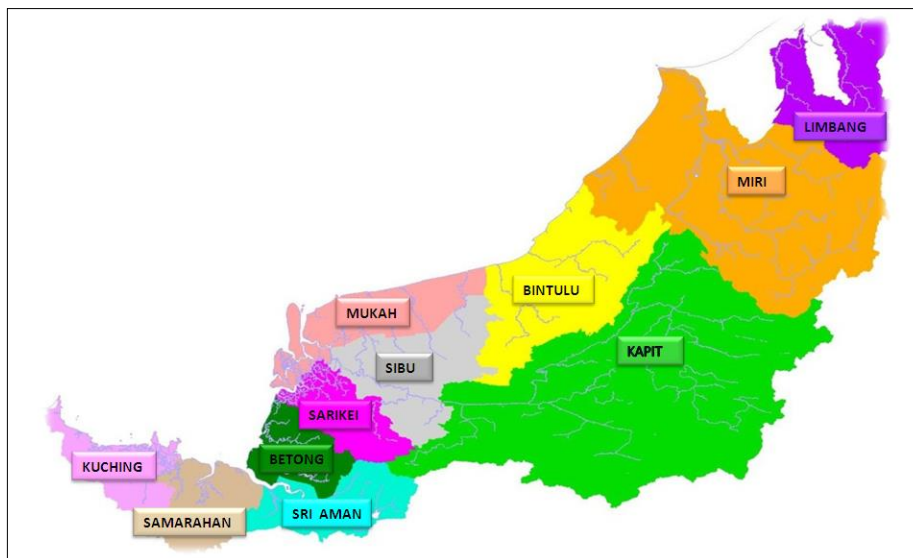 LIMBANG
MIRI
BINTULU
MUKAH
KAPIT
SIBU
SARIKEI
BETONG
KUCHING
SRI AMAN
SAMARAHAN